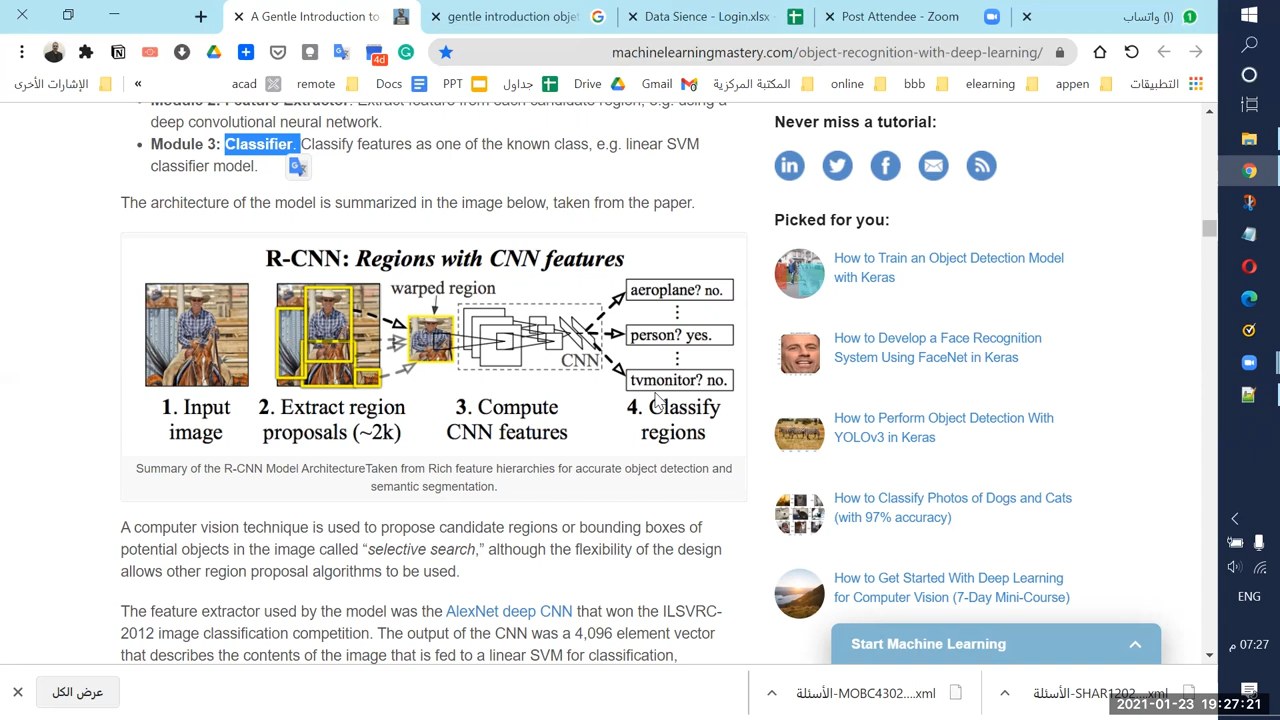 A Gentle Introduction to
gentle introduction objet
Data Sience - Login.xlsx
Post Attendee - Zoom
(١) واتساب
4d
machinelearningmastery.com/object-recognition-with-deep-learning/
الإشارات الأخرى
»
acad
remote
Docs
PPT
جداول
Drive
Gmail
المكتبة المركزية
online
bbb
elearning
appen
التطبيقات
Module 2: Feature Extractor. Extract feature from each candidate region, e.g. using a
deep convolutional neural network.
Module 3: Classifier. Classify features as one of the known class, e.g. linear SVM
classifier model.
The architecture of the model is summarized in the image below, taken from the paper.
R-CNN: Regions with CNN features
warped region
aeroplane? no.
person? yes.
CNN
tvmonitor? no.
1. Input
image
2. Extract region
proposals (~2k)
3. Compute
CNN features
4. Classify
regions
Summary of the R-CNN Model ArchitectureTaken from Rich feature hierarchies for accurate object detection and
semantic segmentation.
A computer vision technique is used to propose candidate regions or bounding boxes of
potential objects in the image called “selective search,” although the flexibility of the design
allows other region proposal algorithms to be used.
The feature extractor used by the model was the AlexNet deep CNN that won the ILSVRC-
2012 image classification competition. The output of the CNN was a 4,096 element vector
that describes the contents of the image that is fed to a linear SVM for classification,
Never miss a tutorial:
Picked for you:
How to Train an Object Detection Model
with Keras
How to Develop a Face Recognition
System Using FaceNet in Keras
How to Perform Object Detection With
YOLOv3 in Keras
How to Classify Photos of Dogs and Cats
(with 97% accuracy)
How to Get Started With Deep Learning
for Computer Vision (7-Day Mini-Course)
Start Machine Learning
ENG
07:27 م
عرض الكل
الأسئلة-MOBC4302....xml
الأسئلة-SHAR1202....xml
2021-01-23 19:27:21